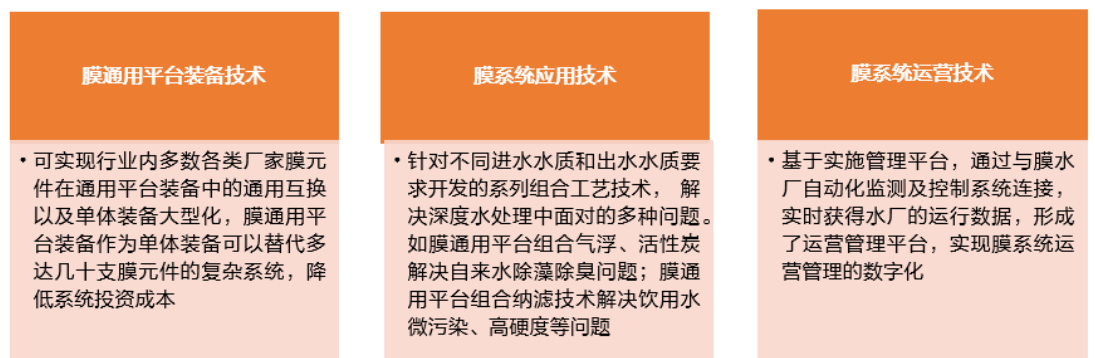 膜通用平台装备技术
• 可实现行业内多数各类厂家膜元
件在通用平台装备中的通用互换
以及单体装备大型化，膜通用平
台装备作为单体装备可以替代多
达几十支膜元件的复杂系统，降
低系统投资成本
膜系统应用技术
• 针对不同进水水质和出水水质要
求开发的系列组合工艺技术， 解
决深度水处理中面对的多种问题。
如膜通用平台组合气浮、活性炭
解决自来水除藻除臭问题；膜通
用平台组合纳滤技术解决饮用水
微污染、高硬度等问题
膜系统运营技术
• 基于实施管理平台，通过与膜水
厂自动化监测及控制系统连接，
实时获得水厂的运行数据，形成
了运营管理平台，实现膜系统运
营管理的数字化